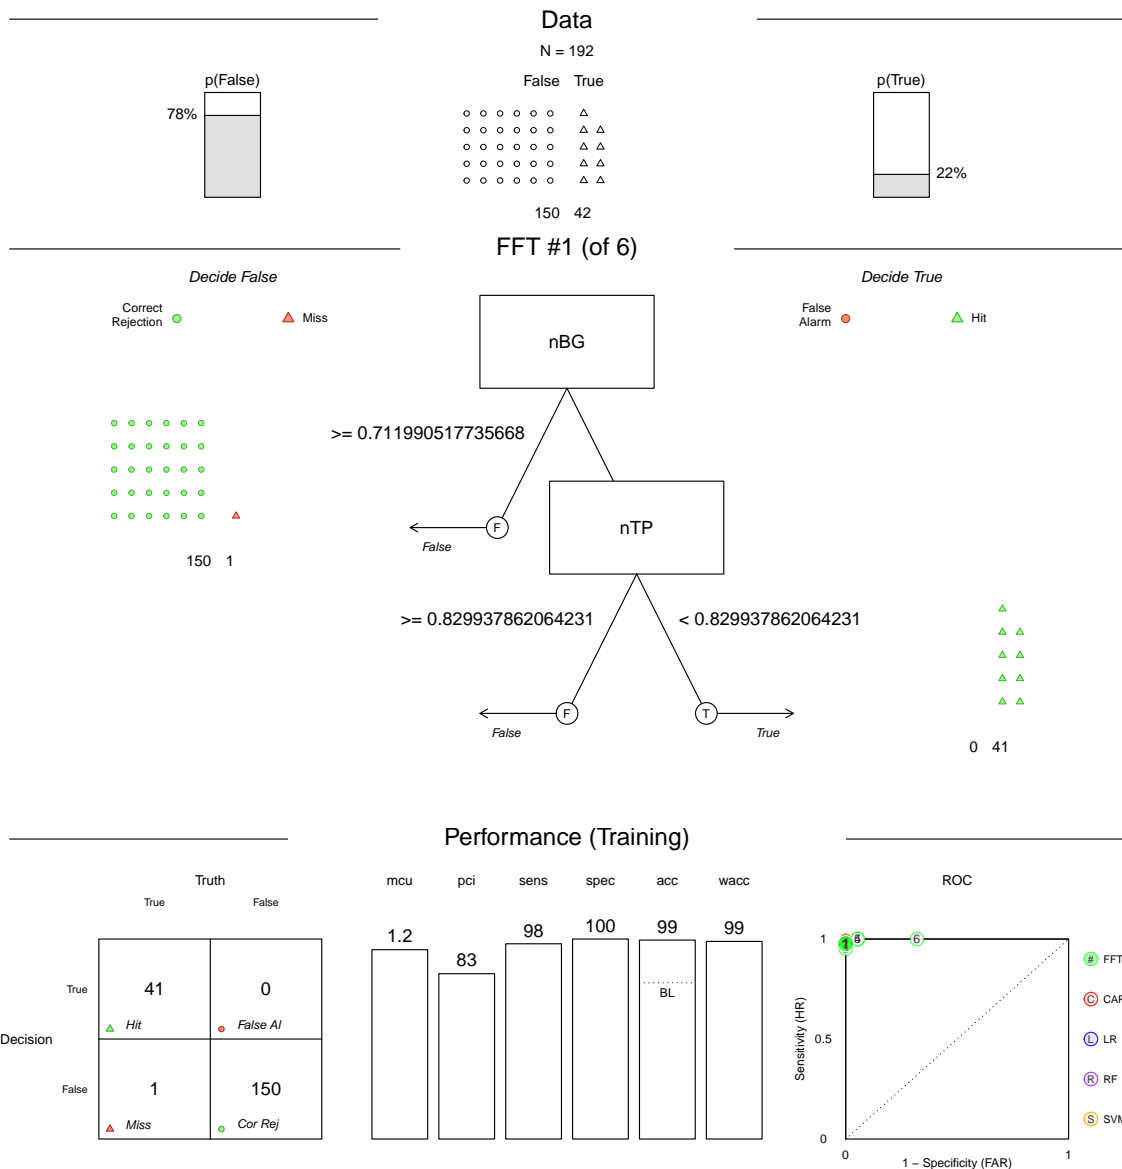 Data
N = 192
p(False)
False True
p(True)
78%
22%
150 42
FFT #1 (of 6)
Decide False
Decide True
Correct
Rejection
Miss
False
Alarm
Hit
nBG
>= 0.711990517735668
nTP
F
False
150 1
>= 0.829937862064231
< 0.829937862064231
F
False
T
True
0 41
Performance (Training)
Truth
True
False
mcu
pci
sens
spec
acc
wacc
ROC
1.2
83
98
100
99
99
BL
Decision
True
41
Hit
0
False Al
False
1
Miss
150
Cor Rej
1
0.5
0
Sensitivity (HR)
1
6
0
1
1 − Specificity (FAR)
# FFT
C CAR
L LR
R RF
S SVM